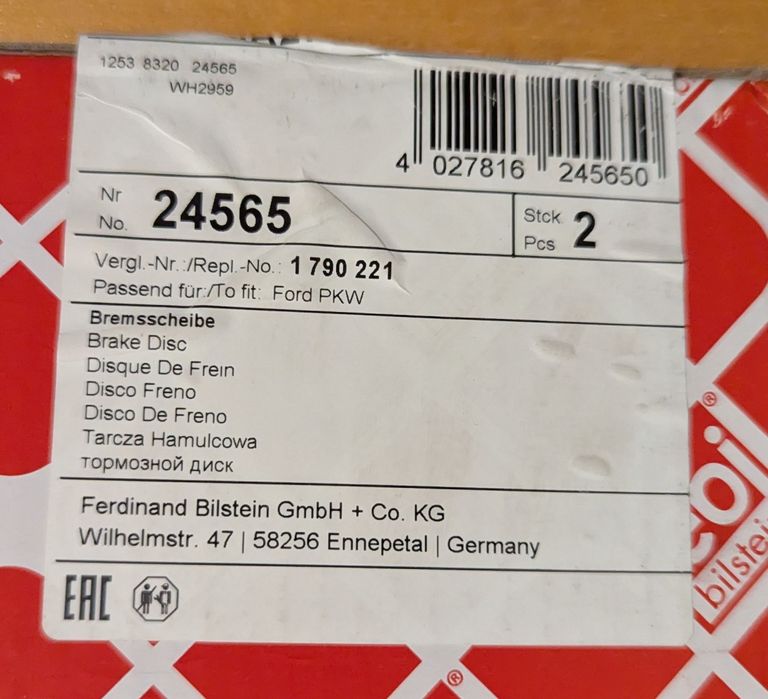 1253 8320 24565
WH2959
4 027816 245650
Nr
No. 24565
Stck
Pcs 2
Vergl.-Nr.:/Repl.-No.: 1 790 221
Passend für:/To fit: Ford PKW
Bremsscheibe
Brake Disc
Disque De Frein
Disco Freno
Disco De Freno
Tarcza Hamulcowa
тормозной диск
Ferdinand Bilstein GmbH + Co. KG
Wilhelmstr. 47 | 58256 Ennepetal | Germany
EAC
bilstein
®
®